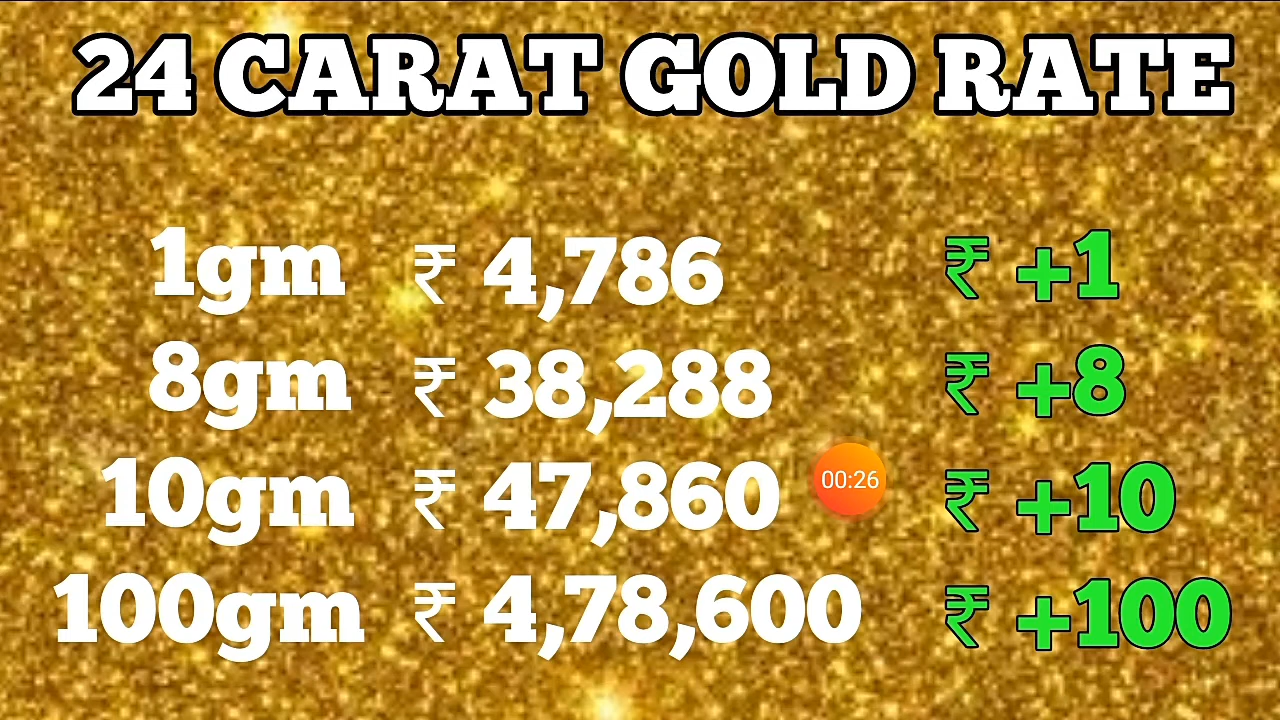 24 CARAT GOLD RATE
1gm ₹ 4,786 ₹ +1
8gm ₹ 38,288 ₹ +8
10gm ₹ 47,860 00:26 ₹ +10
100gm ₹ 4,78,600 ₹ +100